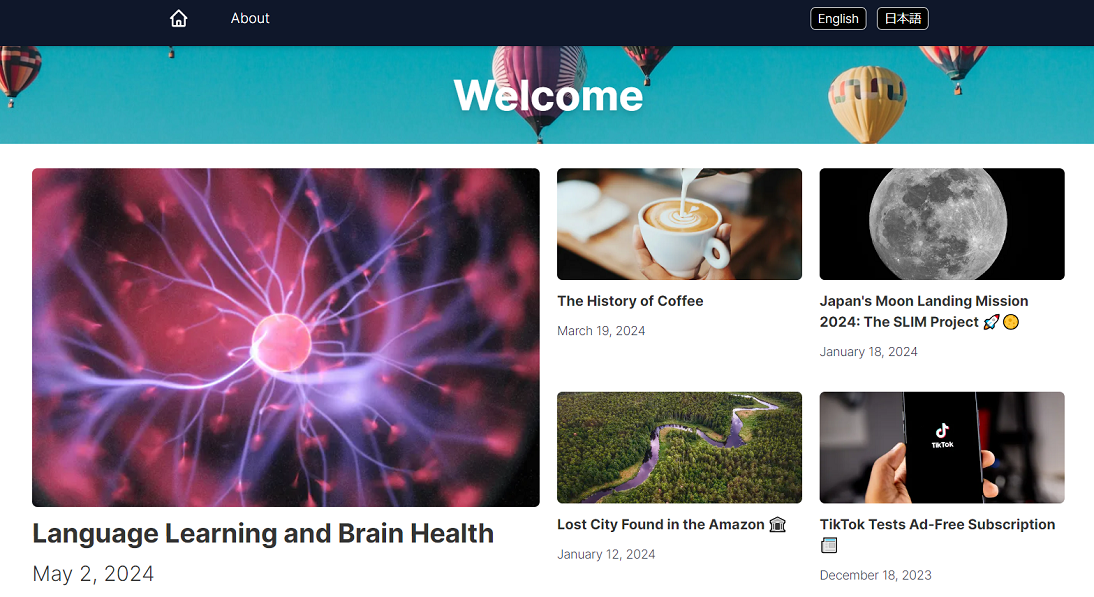 About
English
日本語
Welcome
Language Learning and Brain Health
May 2, 2024
The History of Coffee
March 19, 2024
Japan's Moon Landing Mission
2024: The SLIM Project 🚀🌕
January 18, 2024
Lost City Found in the Amazon 🏛
January 12, 2024
TikTok
TikTok Tests Ad-Free Subscription
📰
December 18, 2023